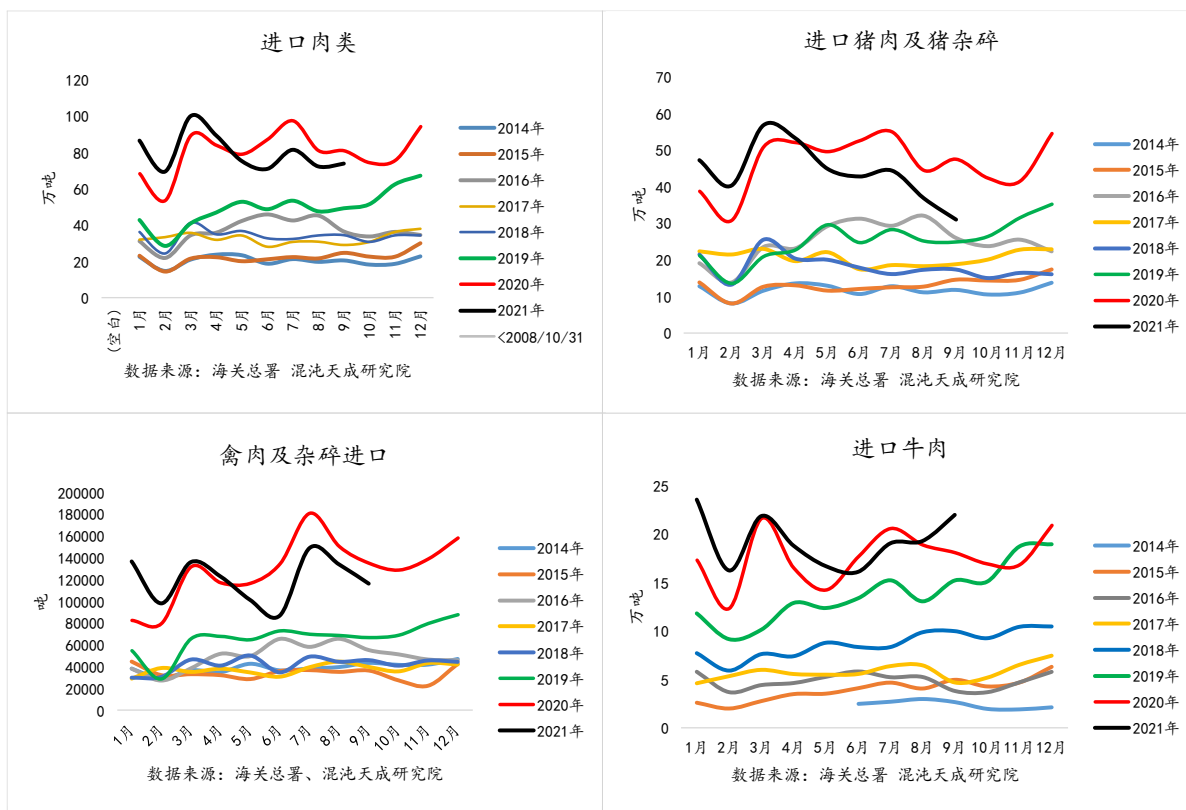 进口肉类
万吨
120
100
80
60
40
20
0
(空白)
1月
2月
3月
4月
5月
6月
7月
8月
9月
10月
11月
12月
2014年
2015年
2016年
2017年
2018年
2019年
2020年
2021年
<2008/10/31
数据来源: 海关总署 混沌天成研究院
进口猪肉及猪杂碎
万吨
70
60
50
40
30
20
10
0
1月 2月 3月 4月 5月 6月 7月 8月 9月 10月 11月 12月
2014年
2015年
2016年
2017年
2018年
2019年
2020年
2021年
数据来源: 海关总署 混沌天成研究院
禽肉及杂碎进口
吨
200000
180000
160000
140000
120000
100000
80000
60000
40000
20000
0
1月
2月
3月
4月
5月
6月
7月
8月
9月
10月
11月
12月
2014年
2015年
2016年
2017年
2018年
2019年
2020年
2021年
数据来源: 海关总署、混沌天成研究院
进口牛肉
万吨
25
20
15
10
5
0
1月 2月 3月 4月 5月 6月 7月 8月 9月 10月 11月 12月
2014年
2015年
2016年
2017年
2018年
2019年
2020年
2021年
数据来源: 海关总署 混沌天成研究院